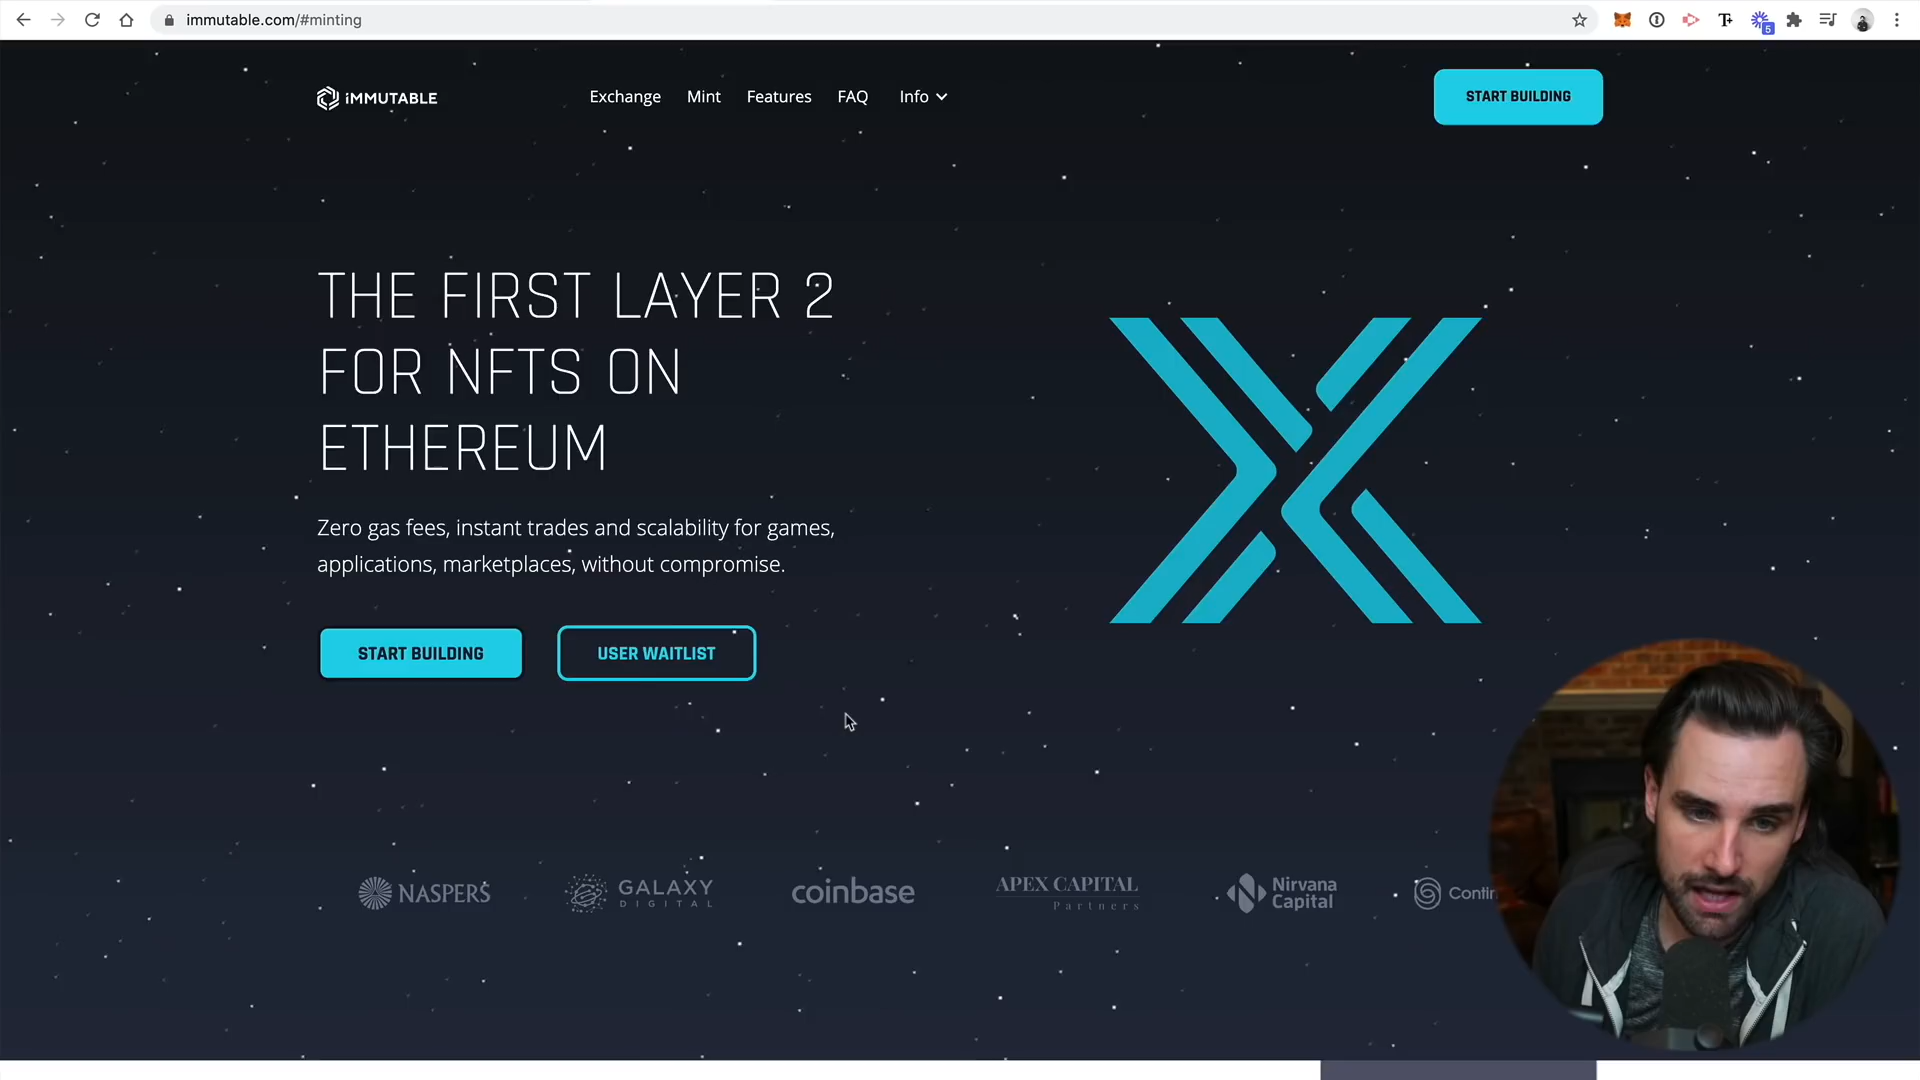 immutable.com/#minting
5
iMMUTABLE
Exchange
Mint
Features
FAQ
Info
START BUILDING
THE FIRST LAYER 2
FOR NFTS ON
ETHEREUM
Zero gas fees, instant trades and scalability for games,
applications, marketplaces, without compromise.
START BUILDING
USER WAITLIST
NASPERS
GALAXY
DIGITAL
coinbase
APEX CAPITAL
Partners
Nirvana
Capital
Contin